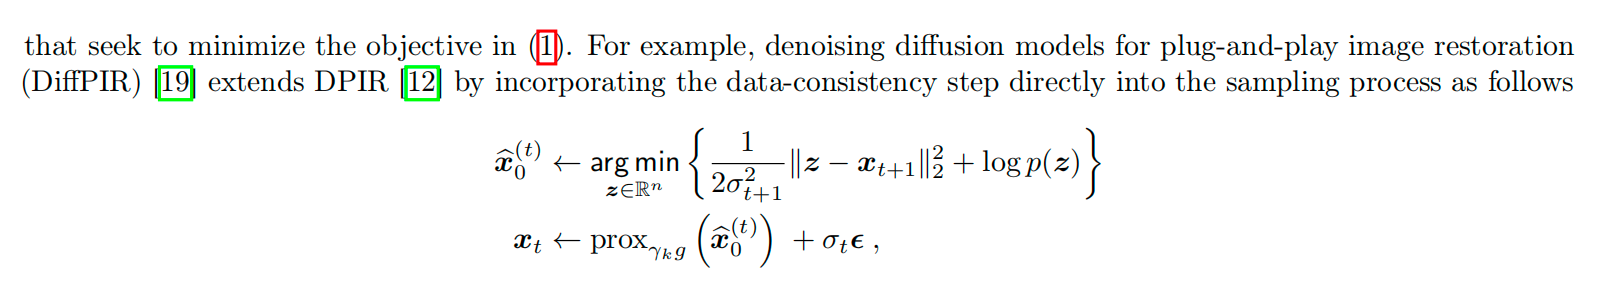 that seek to minimize the objective in (1). For example, denoising diffusion models for plug-and-play image restoration
(DiffPIR) [19] extends DPIR [12] by incorporating the data-consistency step directly into the sampling process as follows
$\widehat{\boldsymbol{x}}_0^{(t)} \leftarrow \underset{\boldsymbol{z} \in \mathbb{R}^n}{\mathsf{arg\,min}} \left\{ \frac{1}{2\sigma_{t+1}^2} \|\boldsymbol{z} - \boldsymbol{x}_{t+1}\|_2^2 + \log p(\boldsymbol{z}) \right\}$
$\boldsymbol{x}_t \leftarrow \text{prox}_{\gamma_k g} \left( \widehat{\boldsymbol{x}}_0^{(t)} \right) + \sigma_t \boldsymbol{\epsilon} \,,$